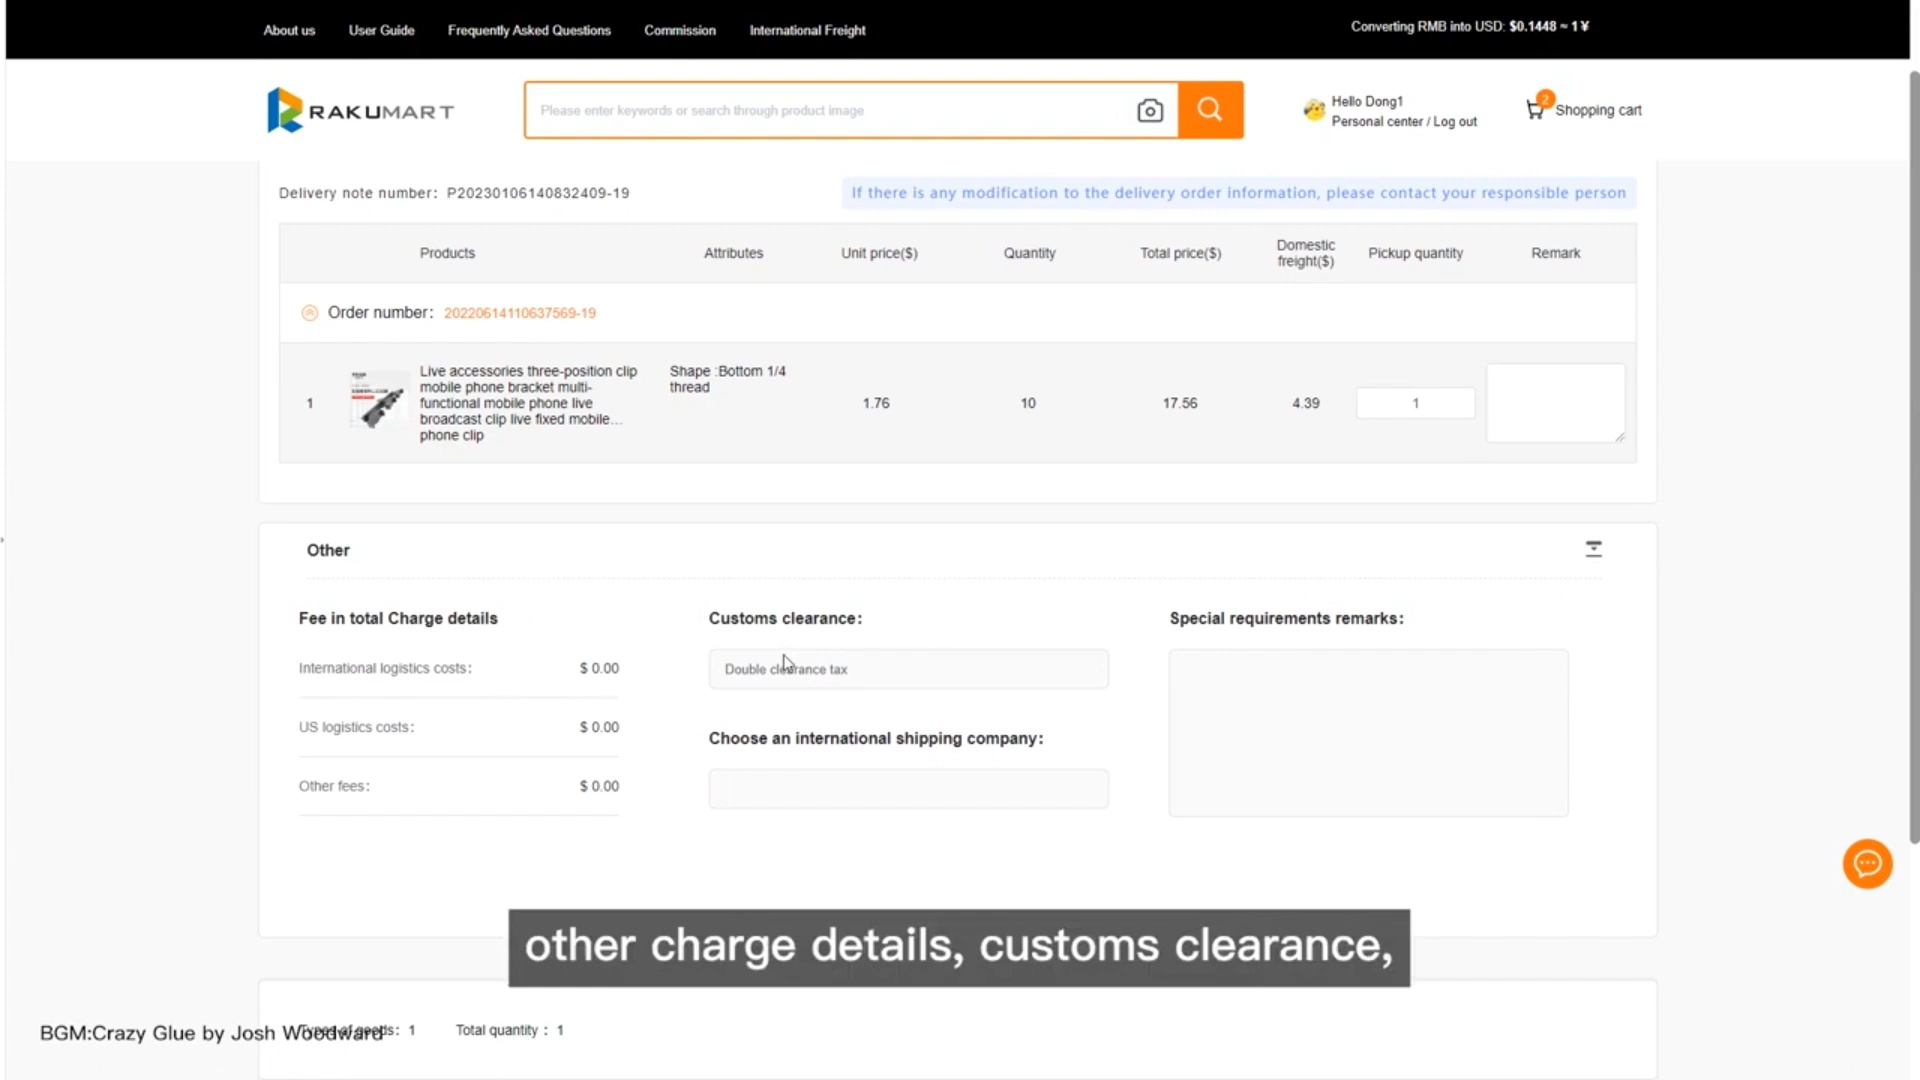 About us
User Guide
Frequently Asked Questions
Commission
International Freight
Converting RMB into USD: $0.1448 ~ 1 ¥
RAKUMART
Please enter keywords or search through product image
Hello Dong1
Personal center / Log out
2
Shopping cart
Delivery note number: P20230106140832409-19
If there is any modification to the delivery order information, please contact your responsible person
Products
Attributes
Unit price($)
Quantity
Total price($)
Domestic
freight($)
Pickup quantity
Remark
Order number: 20220614110637569-19
1
Live accessories three-position clip
mobile phone bracket multi-
functional mobile phone live
broadcast clip live fixed mobile...
phone clip
Shape :Bottom 1/4
thread
1.76
10
17.56
4.39
1
Other
Fee in total Charge details
International logistics costs: $ 0.00
US logistics costs: $ 0.00
Other fees: $ 0.00
Customs clearance:
Double clearance tax
Choose an international shipping company:
Special requirements remarks:
other charge details, customs clearance,
Types of goods: 1
Total quantity : 1
BGM:Crazy Glue by Josh Woodward